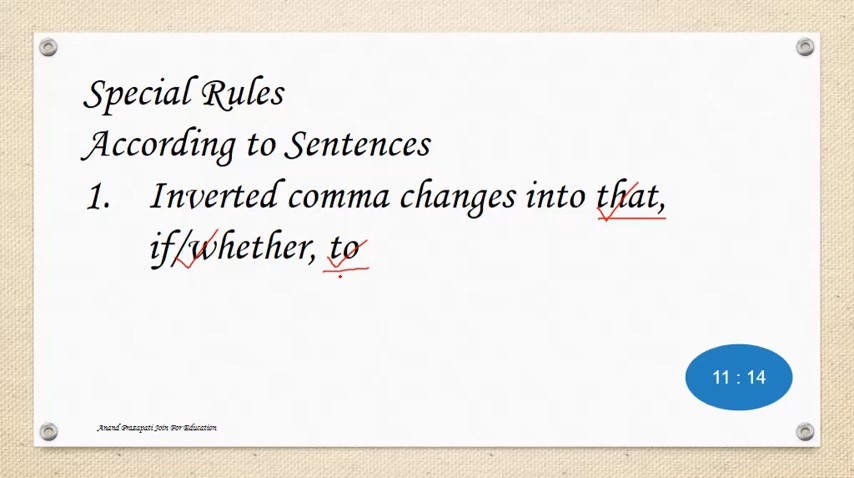 Special Rules
According to Sentences
1. Inverted comma changes into that,
if/whether, to
11 : 14
Anand Prazapati Join For Education